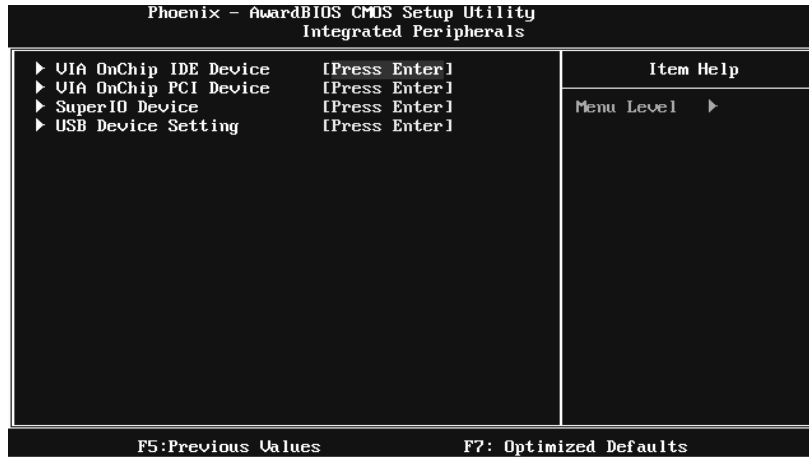 Phoenix - AwardBIOS CMOS Setup Utility
Integrated Peripherals
VIA OnChip IDE Device [Press Enter]
VIA OnChip PCI Device [Press Enter]
SuperIO Device [Press Enter]
USB Device Setting [Press Enter]
Item Help
Menu Level
F5:Previous Values F7: Optimized Defaults